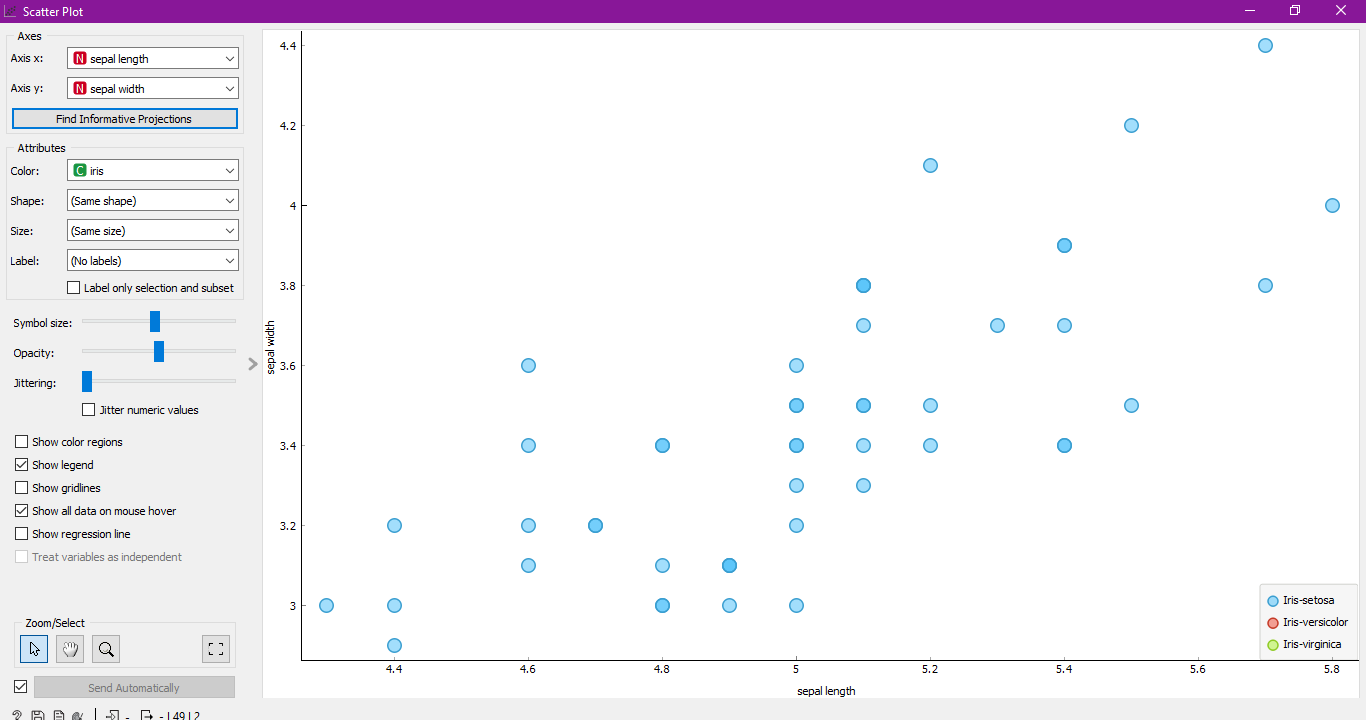 Scatter Plot
Axes
Axis x:
N sepal length
Axis y:
N sepal width
Find Informative Projections
Attributes
Color:
C iris
Shape:
(Same shape)
Size:
(Same size)
Label:
(No labels)
Label only selection and subset
Symbol size:
Opacity:
Jittering:
Jitter numeric values
Show color regions
Show legend
Show gridlines
Show all data on mouse hover
Show regression line
Treat variables as independent
Zoom/Select
Send Automatically
4.4
4.2
4
3.8
3.6
3.4
3.2
3
sepal width
4.4 4.6 4.8 5 5.2 5.4 5.6 5.8
sepal length
Iris-setosa
Iris-versicolor
Iris-virginica